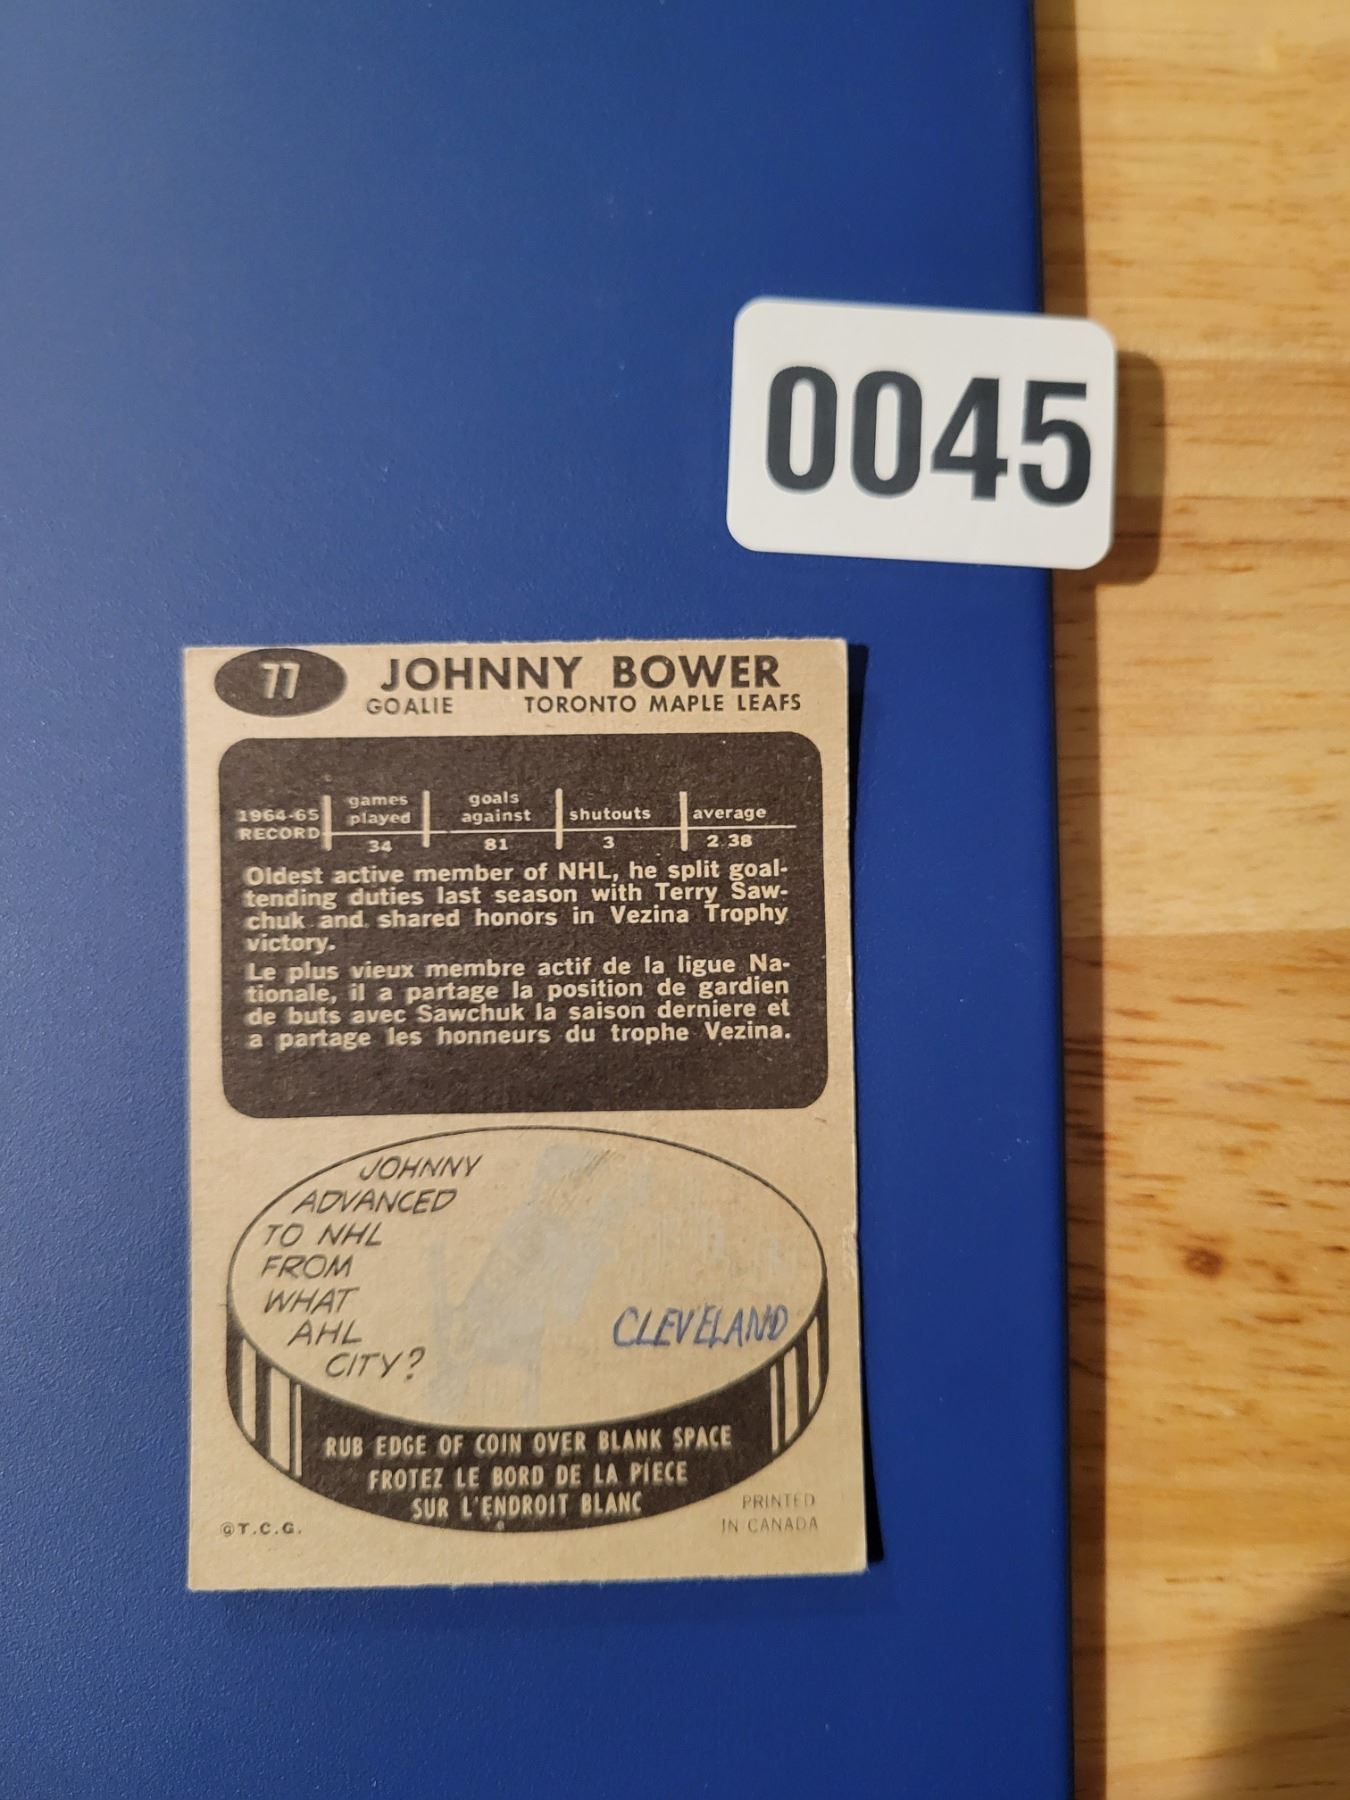 0045
77 JOHNNY BOWER
GOALIE TORONTO MAPLE LEAFS
1964-65 RECORD games played goals against shutouts average
34 81 3 2.38
Oldest active member of NHL, he split goal-
tending duties last season with Terry Saw-
chuk and shared honors in Vezina Trophy
victory.
Le plus vieux membre actif de la ligue Na-
tionale, il a partage la position de gardien
de buts avec Sawchuk la saison derniere et
a partage les honneurs du trophe Vezina.
JOHNNY
ADVANCED
TO NHL
FROM
WHAT
AHL
CITY?
CLEVELAND
RUB EDGE OF COIN OVER BLANK SPACE
FROTEZ LE BORD DE LA PIECE
SUR L'ENDROIT BLANC
©T.C.G.
PRINTED
IN CANADA